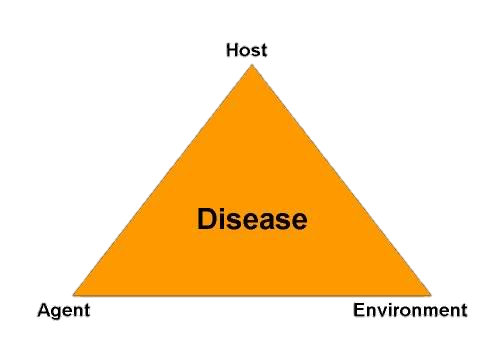 Host
Disease
Agent
Environment